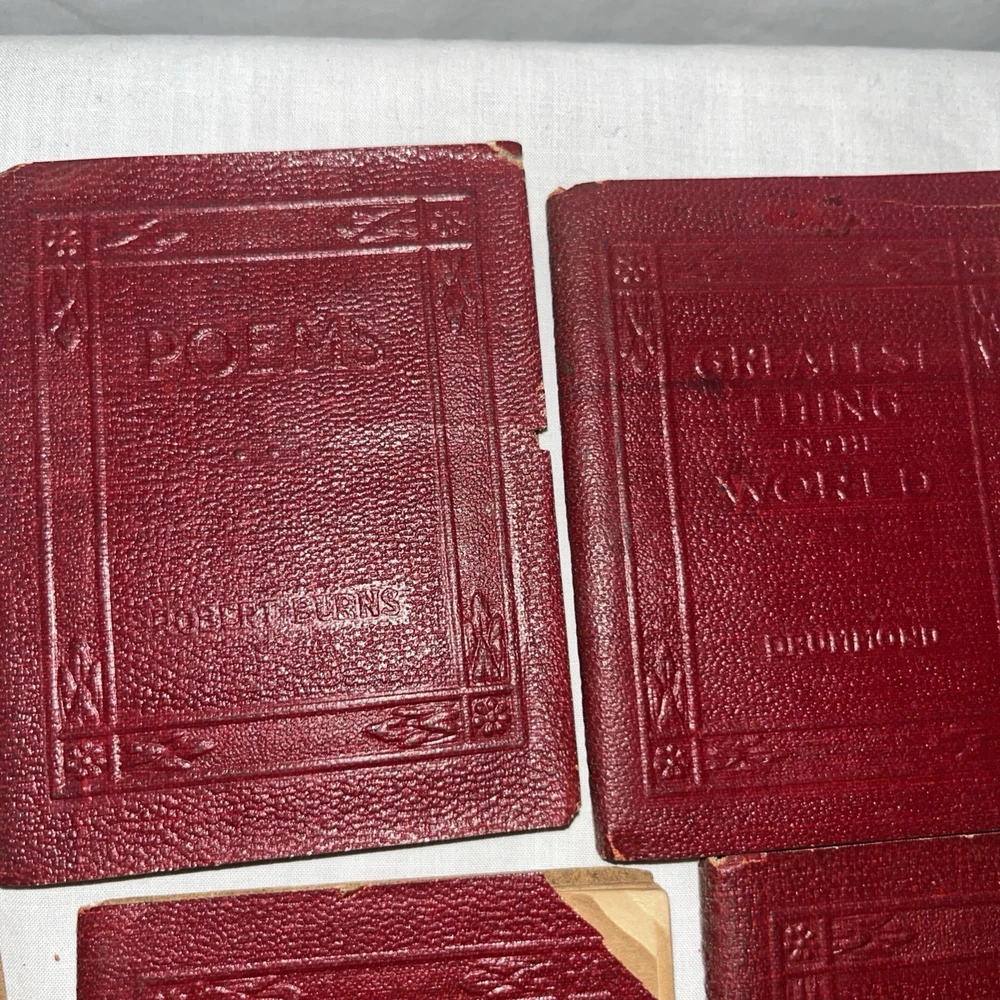 POEMS
ROBERT BURNS
GREATEST
THING
IN THE
WORLD
DRUMMOND